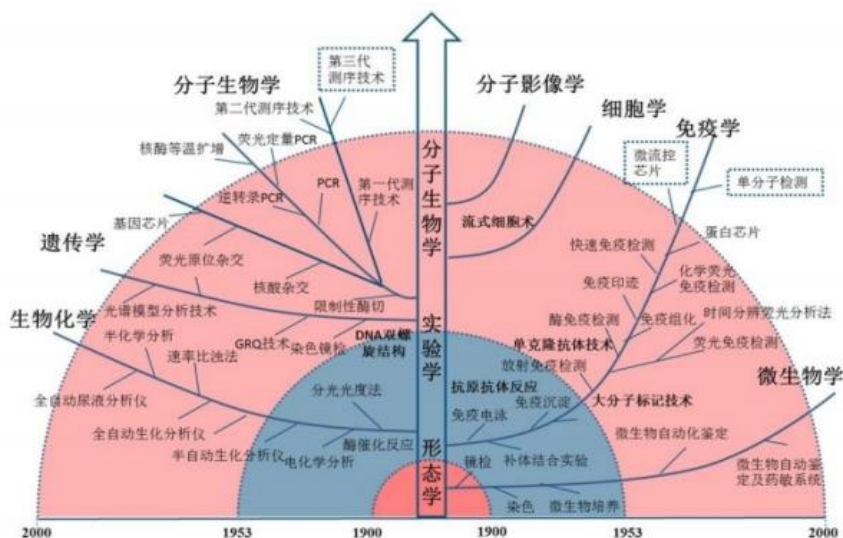 第三代
测序技术
分子生物学
分子影像学
第二代测序技术
细胞学
免疫学
荧光定量PCR
核酶等温扩增
微流控
芯片
单分子检测
PCR
第一代测
序技术
逆转录PCR
分子生物学
流式细胞术
基因芯片
蛋白芯片
遗传学
快速免疫检测
荧光原位杂交
化学荧光
免疫检测
核酸杂交
免疫印迹
限制性酶切
光谱模型分析技术
时间分辨荧光分析法
生物化学
半化学分析
GRQ技术
染色镜检
DNA双螺
旋结构
实验学
酶免疫检测
免疫组化
单克隆抗体技术
荧光免疫检测
速率比浊法
放射免疫检测
微生物学
全自动尿液分析仪
分光光度法
抗原抗体反应
免疫沉淀
大分子标记技术
免疫电泳
全自动生化分析仪
酶催化反应
微生物自动化鉴定
半自动生化分析仪
电化学分析
形态学
镜检
补体结合实验
微生物自动鉴
定及药敏系统
染色
微生物培养
2000
1953
1900
1900
1953
2000